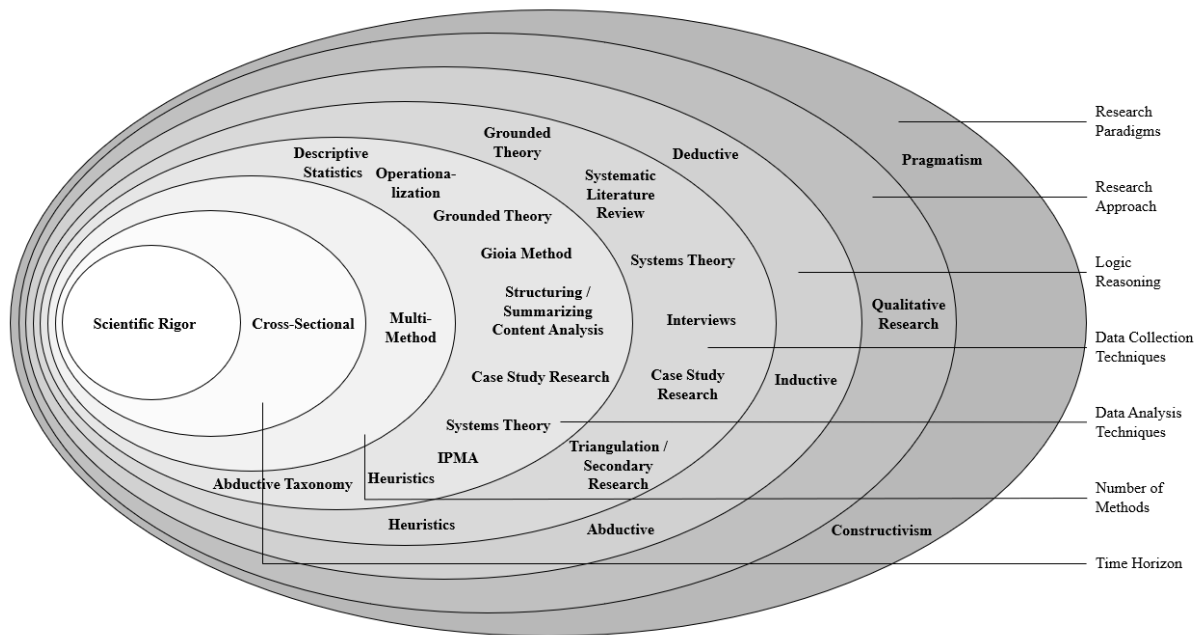 Research
Paradigms
Pragmatism
Research
Approach
Logic
Reasoning
Data Collection
Techniques
Data Analysis
Techniques
Number of
Methods
Time Horizon
Constructivism
Qualitative
Research
Deductive
Inductive
Abductive
Grounded
Theory
Systematic
Literature
Review
Systems Theory
Interviews
Case Study
Research
Triangulation /
Secondary
Research
Heuristics
Descriptive
Statistics
Operationa-
lization
Grounded Theory
Gioia Method
Structuring /
Summarizing
Content Analysis
Case Study Research
Systems Theory
IPMA
Heuristics
Abductive Taxonomy
Multi-
Method
Cross-Sectional
Scientific Rigor